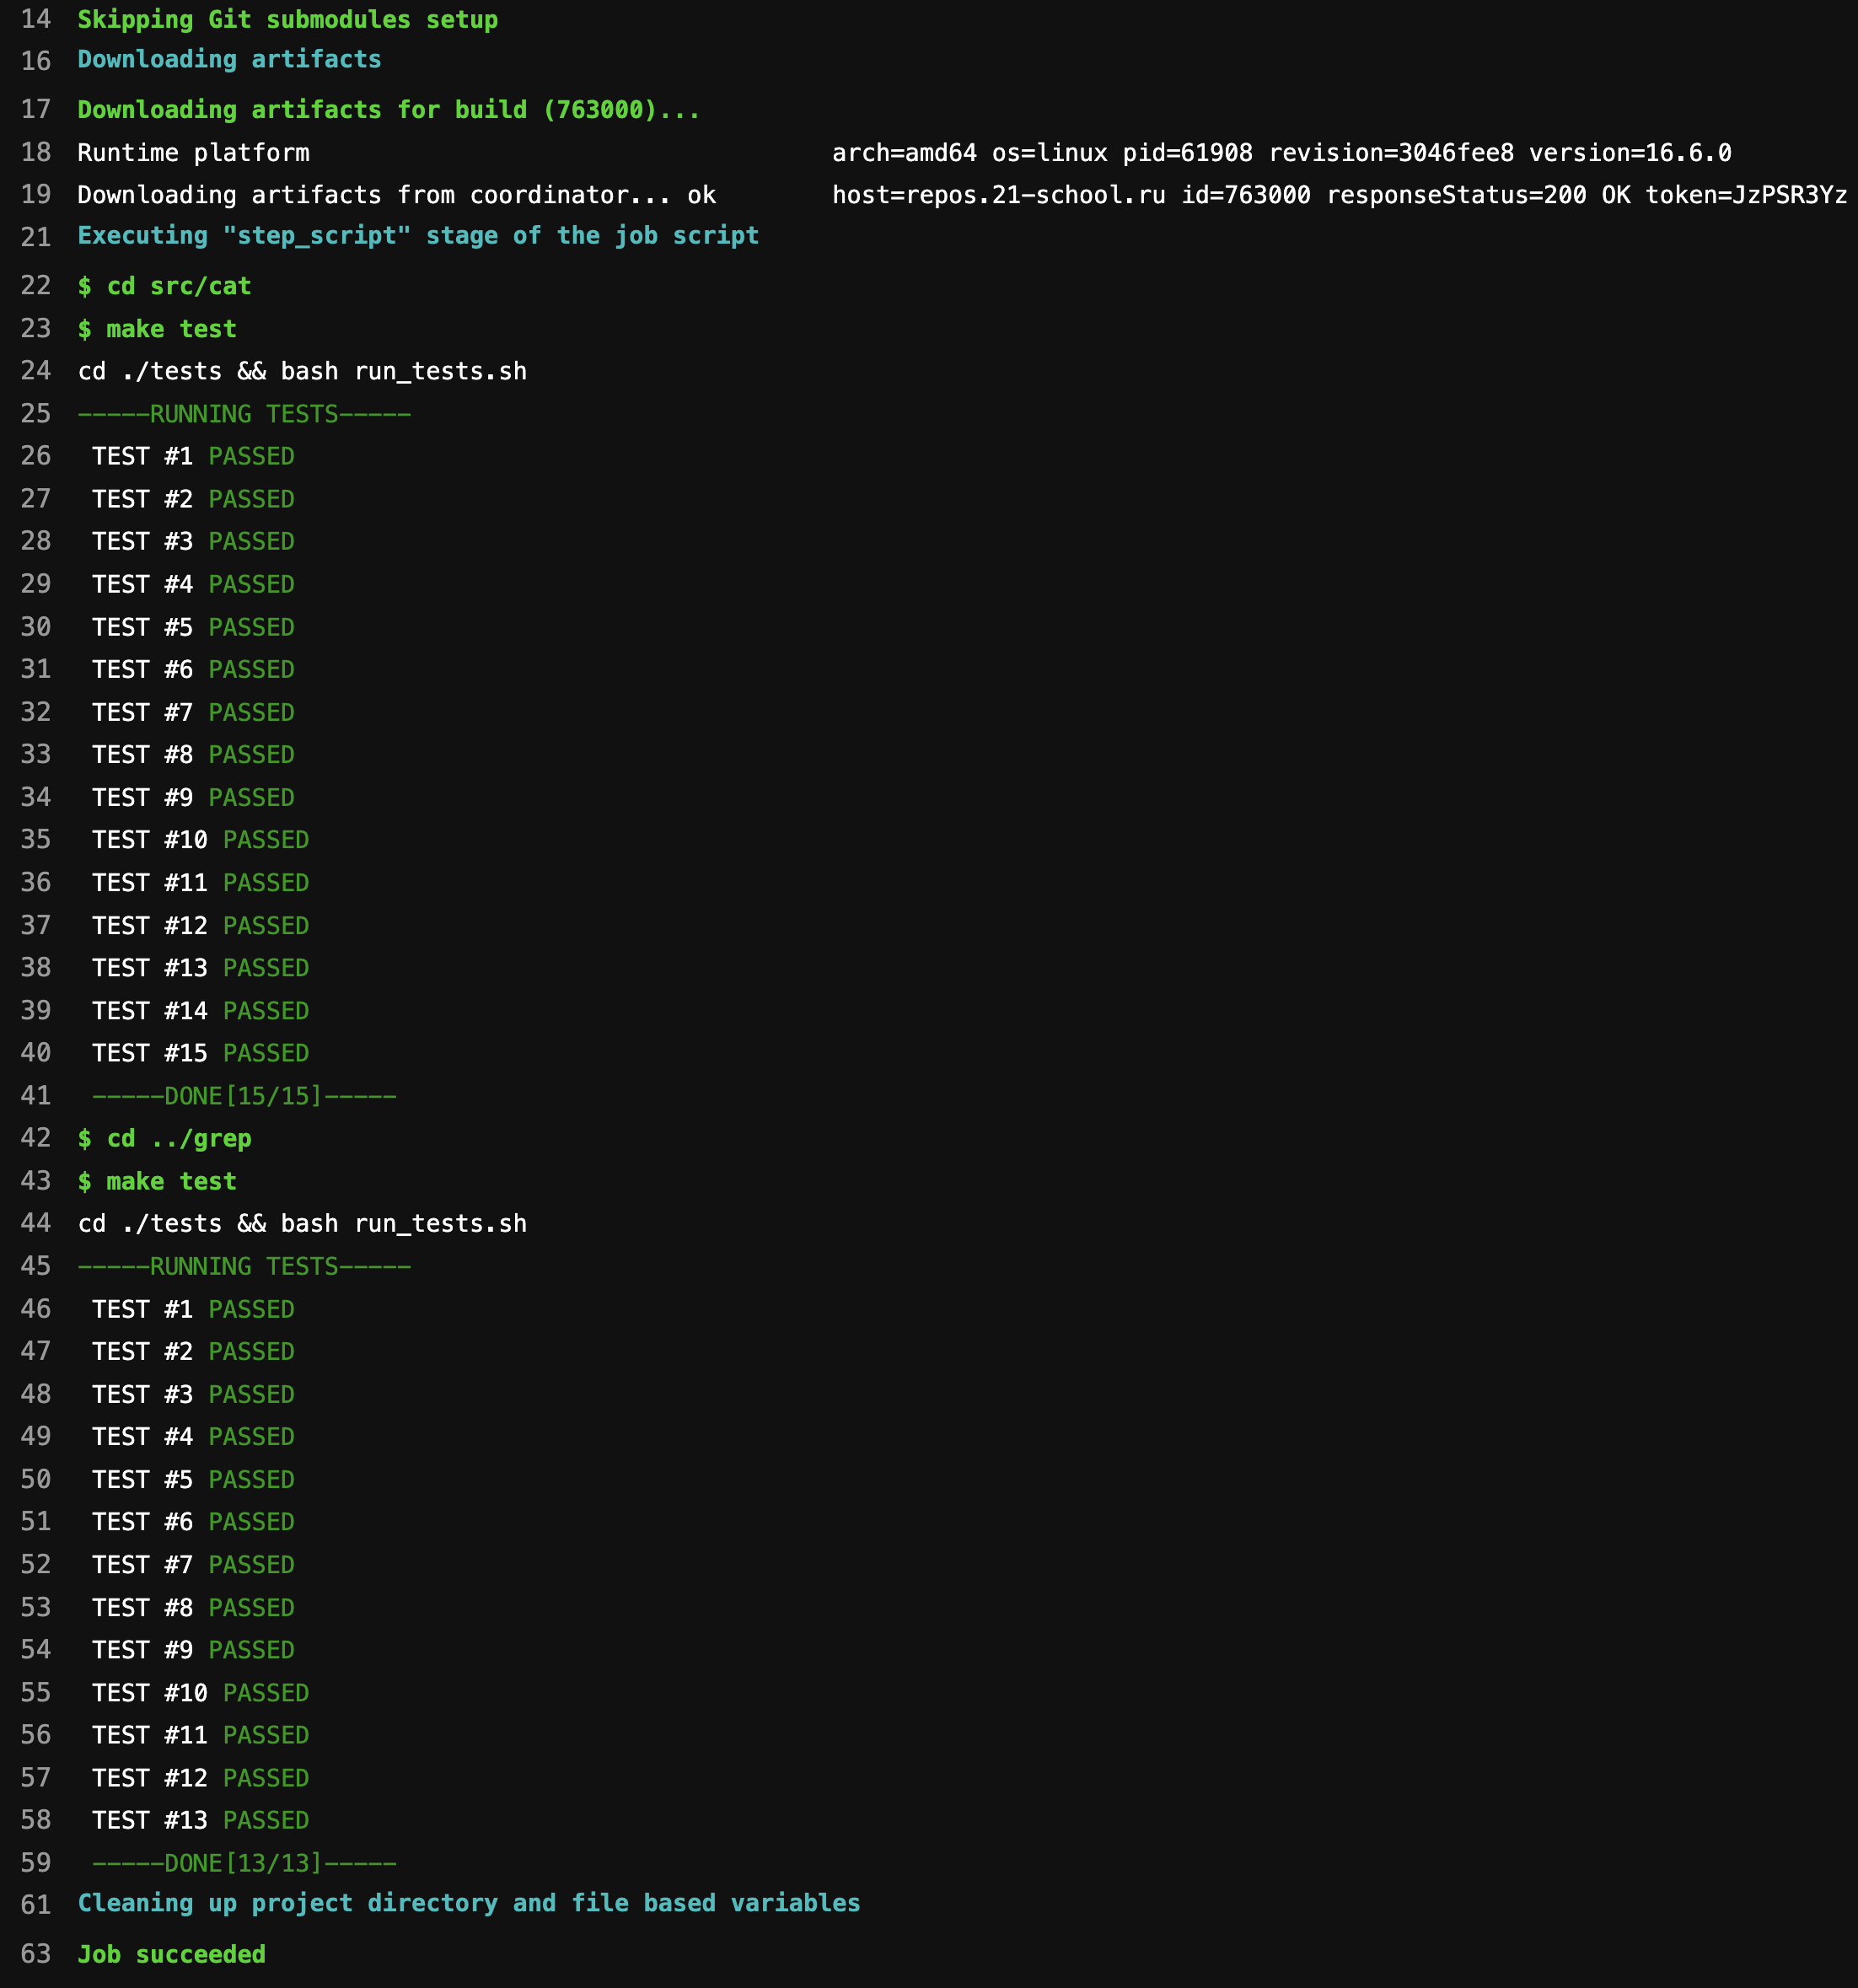 14 Skipping Git submodules setup
16 Downloading artifacts
17 Downloading artifacts for build (763000)...
18 Runtime platform arch=amd64 os=linux pid=61908 revision=3046fee8 version=16.6.0
19 Downloading artifacts from coordinator... ok host=repos.21-school.ru id=763000 responseStatus=200 OK token=JzPSR3Yz
21 Executing "step_script" stage of the job script
22 $ cd src/cat
23 $ make test
24 cd ./tests && bash run_tests.sh
25 -----RUNNING TESTS-----
26 TEST #1 PASSED
27 TEST #2 PASSED
28 TEST #3 PASSED
29 TEST #4 PASSED
30 TEST #5 PASSED
31 TEST #6 PASSED
32 TEST #7 PASSED
33 TEST #8 PASSED
34 TEST #9 PASSED
35 TEST #10 PASSED
36 TEST #11 PASSED
37 TEST #12 PASSED
38 TEST #13 PASSED
39 TEST #14 PASSED
40 TEST #15 PASSED
41 -----DONE[15/15]-----
42 $ cd ../grep
43 $ make test
44 cd ./tests && bash run_tests.sh
45 -----RUNNING TESTS-----
46 TEST #1 PASSED
47 TEST #2 PASSED
48 TEST #3 PASSED
49 TEST #4 PASSED
50 TEST #5 PASSED
51 TEST #6 PASSED
52 TEST #7 PASSED
53 TEST #8 PASSED
54 TEST #9 PASSED
55 TEST #10 PASSED
56 TEST #11 PASSED
57 TEST #12 PASSED
58 TEST #13 PASSED
59 -----DONE[13/13]-----
61 Cleaning up project directory and file based variables
63 Job succeeded